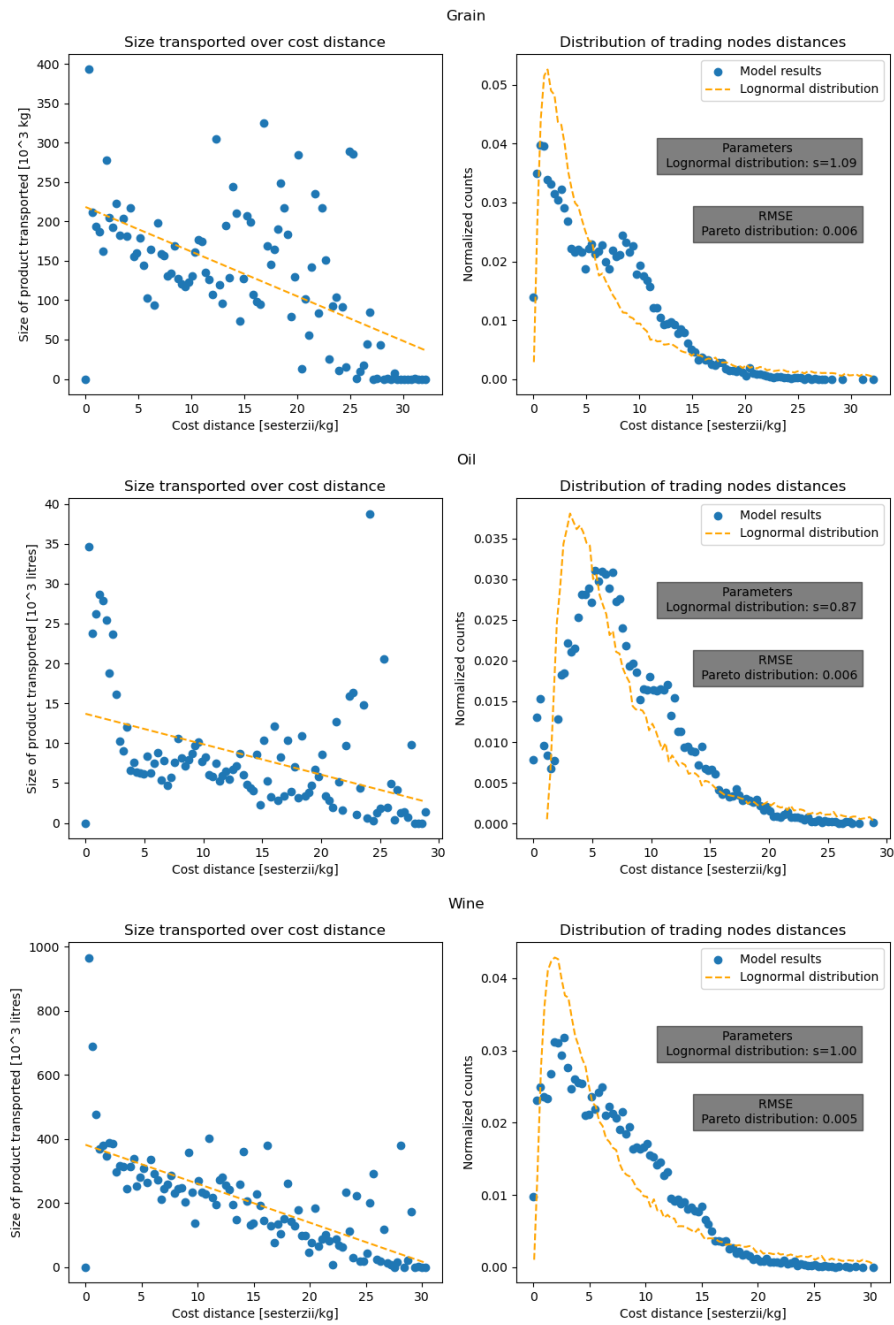 Grain
Size transported over cost distance
Size of product transported [10^3 kg]
400
350
300
250
200
150
100
50
0
0 5 10 15 20 25 30
Cost distance [sesterzii/kg]
Distribution of trading nodes distances
Normalized counts
0.05
0.04
0.03
0.02
0.01
0.00
Model results
Lognormal distribution
Parameters
Lognormal distribution: s=1.09
RMSE
Pareto distribution: 0.006
0 5 10 15 20 25 30
Cost distance [sesterzii/kg]
Oil
Size transported over cost distance
Size of product transported [10^3 litres]
40
35
30
25
20
15
10
5
0
0 5 10 15 20 25 30
Cost distance [sesterzii/kg]
Distribution of trading nodes distances
Normalized counts
0.035
0.030
0.025
0.020
0.015
0.010
0.005
0.000
Model results
Lognormal distribution
Parameters
Lognormal distribution: s=0.87
RMSE
Pareto distribution: 0.006
0 5 10 15 20 25 30
Cost distance [sesterzii/kg]
Wine
Size transported over cost distance
Size of product transported [10^3 litres]
1000
800
600
400
200
0
0 5 10 15 20 25 30
Cost distance [sesterzii/kg]
Distribution of trading nodes distances
Normalized counts
0.04
0.03
0.02
0.01
0.00
Model results
Lognormal distribution
Parameters
Lognormal distribution: s=1.00
RMSE
Pareto distribution: 0.005
0 5 10 15 20 25 30
Cost distance [sesterzii/kg]